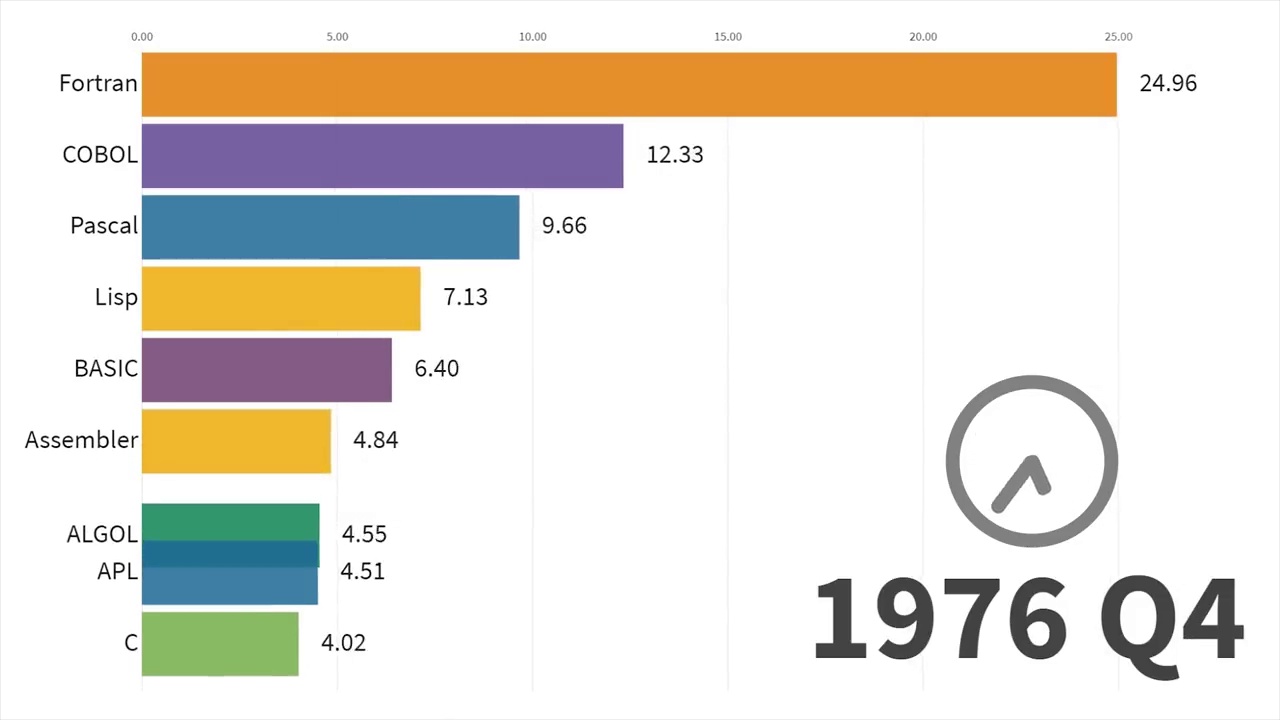 0.00 5.00 10.00 15.00 20.00 25.00
Fortran 24.96
COBOL 12.33
Pascal 9.66
Lisp 7.13
BASIC 6.40
Assembler 4.84
ALGOL 4.55
APL 4.51
C 4.02
1976 Q4